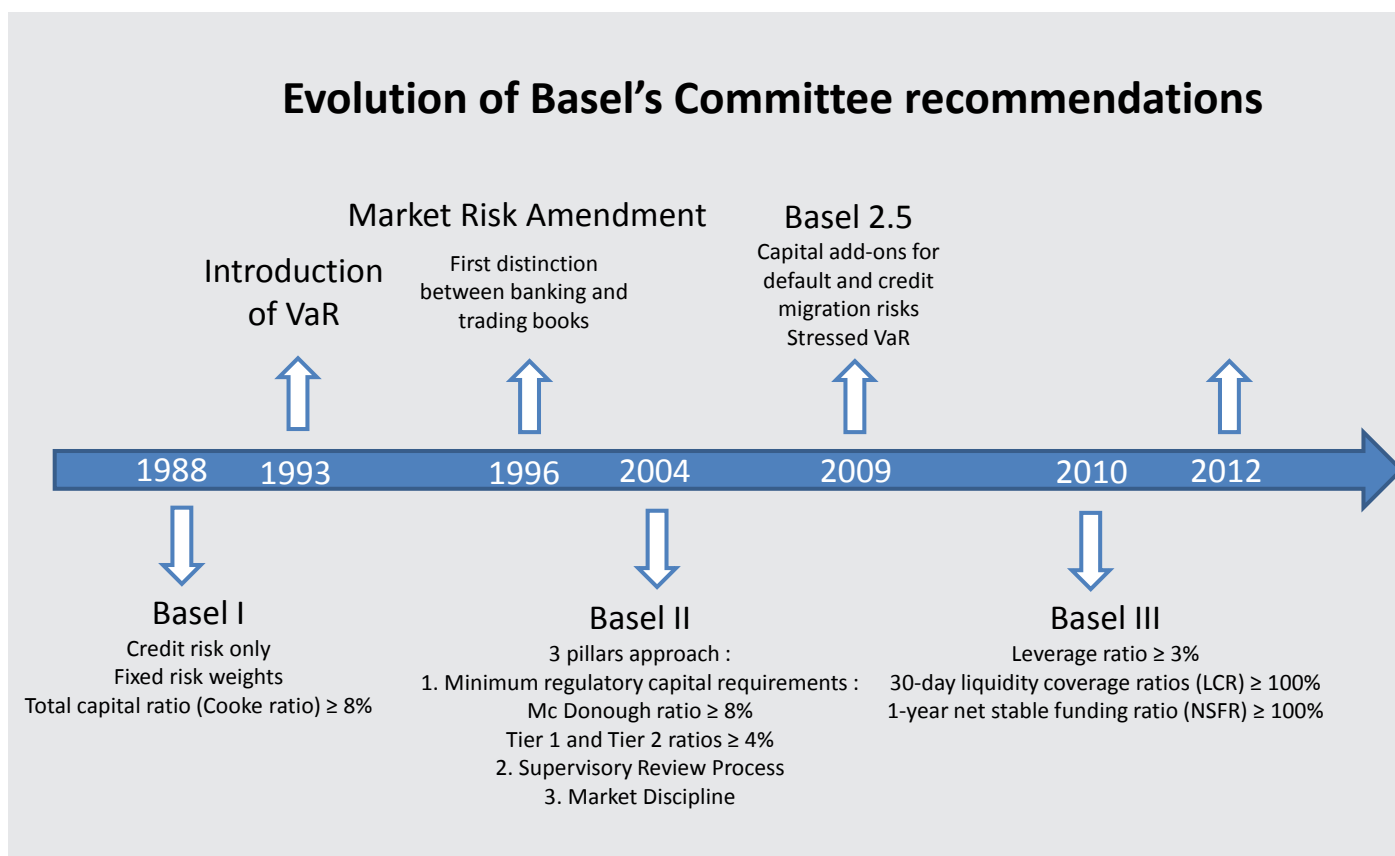 Evolution of Basel’s Committee recommendations
Market Risk Amendment
First distinction
between banking and
trading books
Basel 2.5
Capital add-ons for
default and credit
migration risks
Stressed VaR
Introduction
of VaR
1988
1993
1996
2004
2009
2010
2012
Basel I
Credit risk only
Fixed risk weights
Total capital ratio (Cooke ratio) ≥ 8%
Basel II
3 pillars approach :
1. Minimum regulatory capital requirements :
Mc Donough ratio ≥ 8%
Tier 1 and Tier 2 ratios ≥ 4%
2. Supervisory Review Process
3. Market Discipline
Basel III
Leverage ratio ≥ 3%
30-day liquidity coverage ratios (LCR) ≥ 100%
1-year net stable funding ratio (NSFR) ≥ 100%